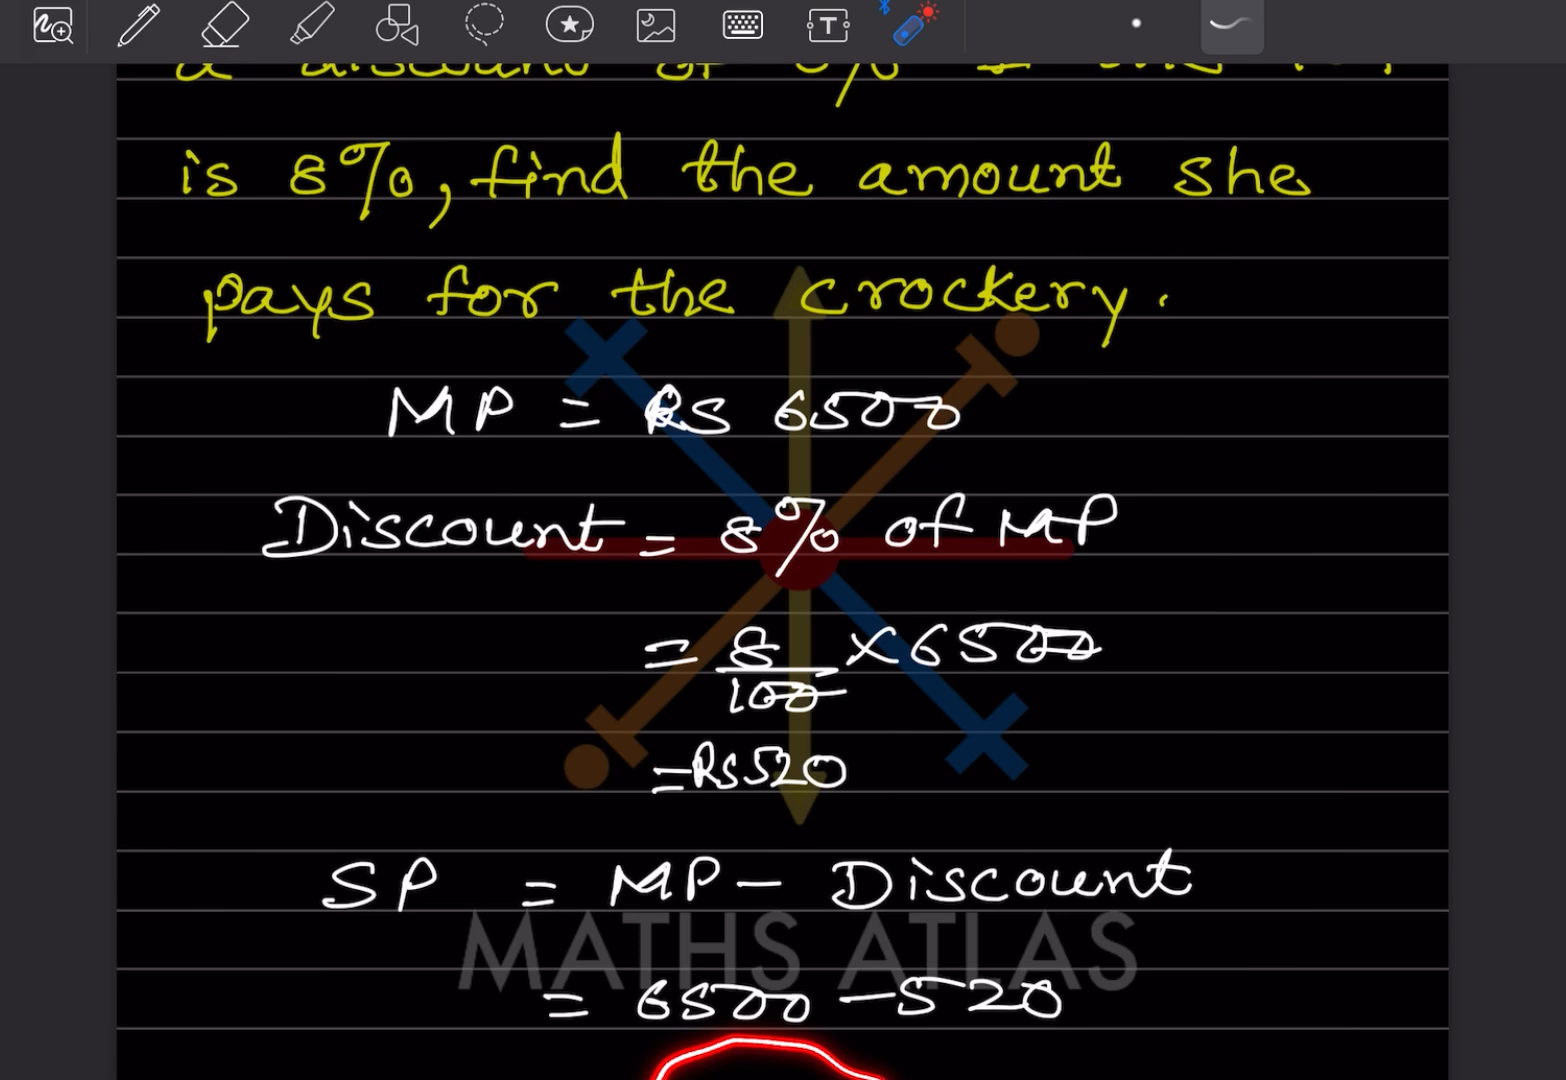 is 8%, find the amount she
pays for the crockery.
MP = Rs 6500
Discount = 8% of MP
= 8/100 × 6500
= Rs 520
SP = MP - Discount
MATHS ATLAS
= 6500 - 520